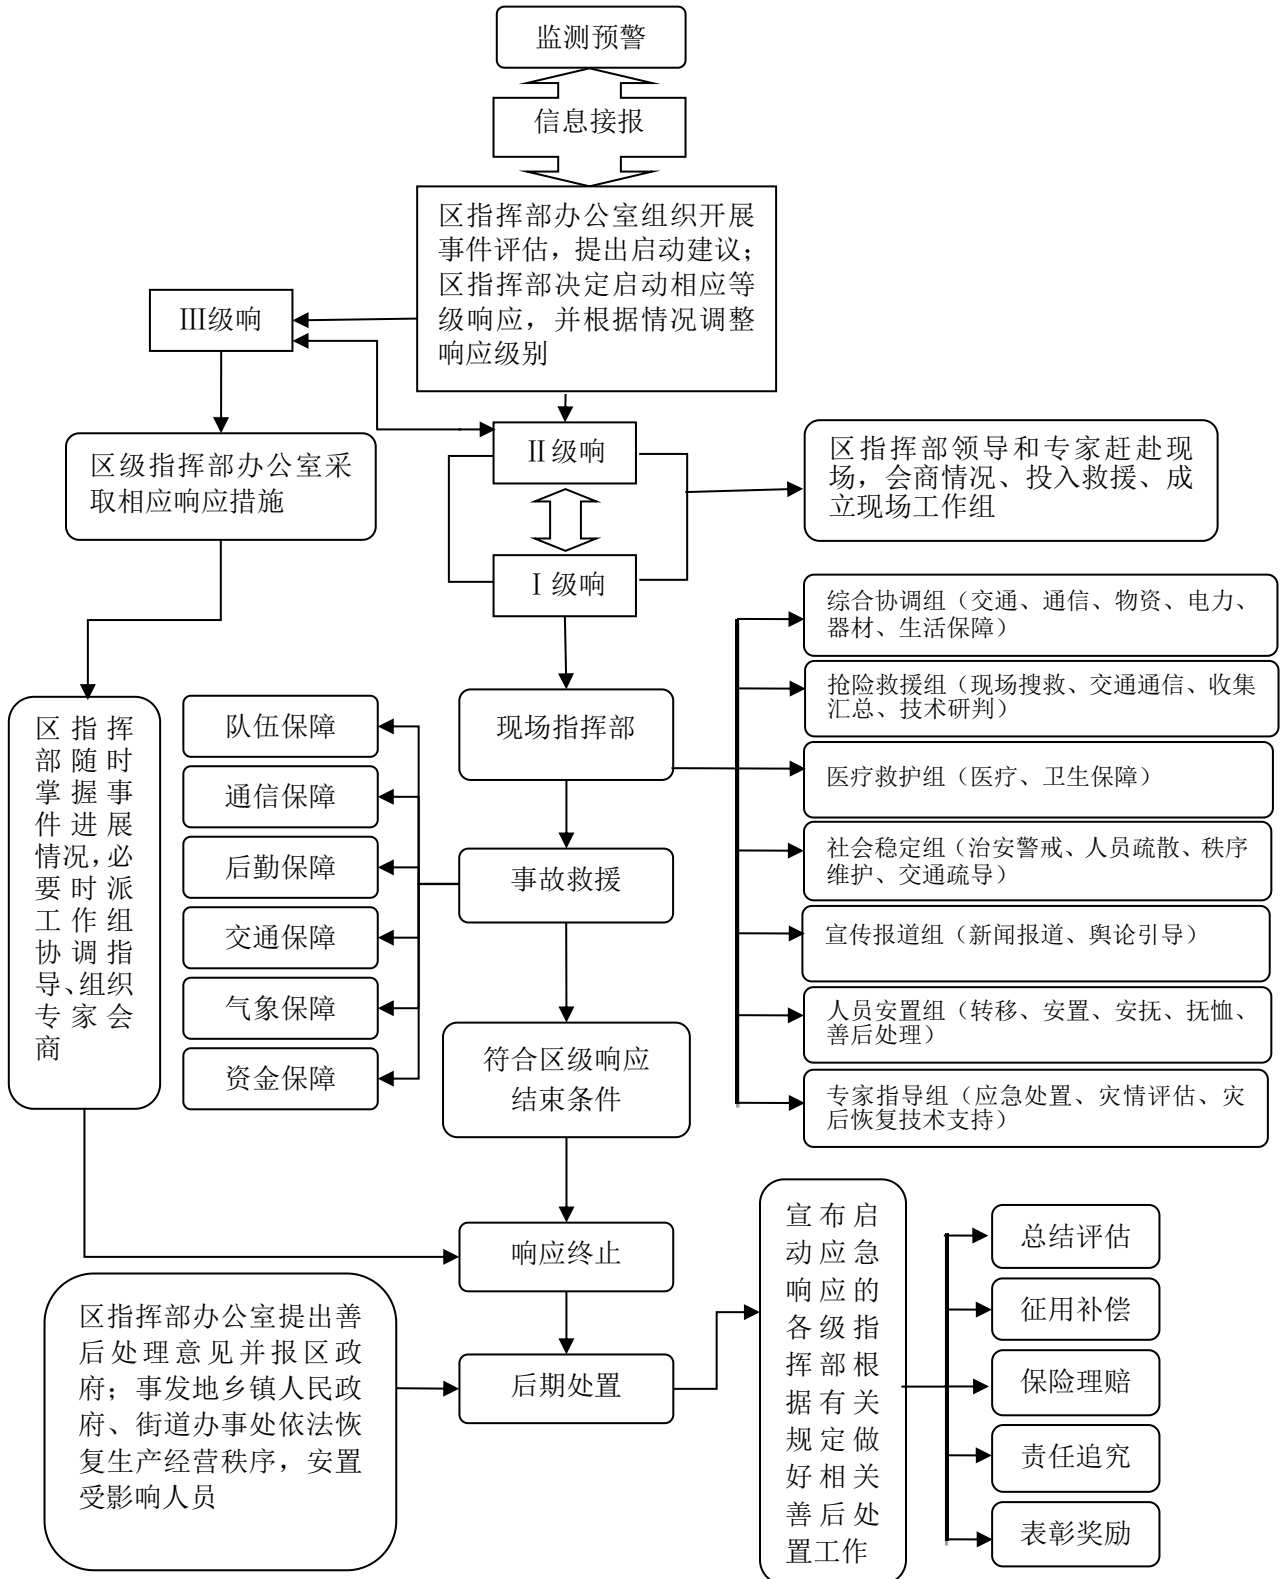 监测预警
信息接报
区指挥部办公室组织开展
事件评估，提出启动建议；
区指挥部决定启动相应等
级响应，并根据情况调整
响应级别
Ⅲ级响
Ⅱ级响
Ⅰ级响
区级指挥部办公室采
取相应响应措施
区指挥部领导和专家赶赴现
场，会商情况、投入救援、成
立现场工作组
综合协调组（交通、通信、物资、电力、
器材、生活保障）
抢险救援组（现场搜救、交通通信、收集
汇总、技术研判）
医疗救护组（医疗、卫生保障）
社会稳定组（治安警戒、人员疏散、秩序
维护、交通疏导）
宣传报道组（新闻报道、舆论引导）
人员安置组（转移、安置、安抚、抚恤、
善后处理）
专家指导组（应急处置、灾情评估、灾
后恢复技术支持）
区指挥
部随时
掌握事
件进展
情况，必
要时派
工作组
协调指
导、组织
专家会
商
队伍保障
通信保障
后勤保障
交通保障
气象保障
资金保障
现场指挥部
事故救援
符合区级响应
结束条件
响应终止
后期处置
区指挥部办公室提出善
后处理意见并报区政
府；事发地乡镇人民政
府、街道办事处依法恢
复生产经营秩序，安置
受影响人员
宣布启
动应急
响应的
各级指
挥部根
据有关
规定做
好相关
善后处
置工作
总结评估
征用补偿
保险理赔
责任追究
表彰奖励